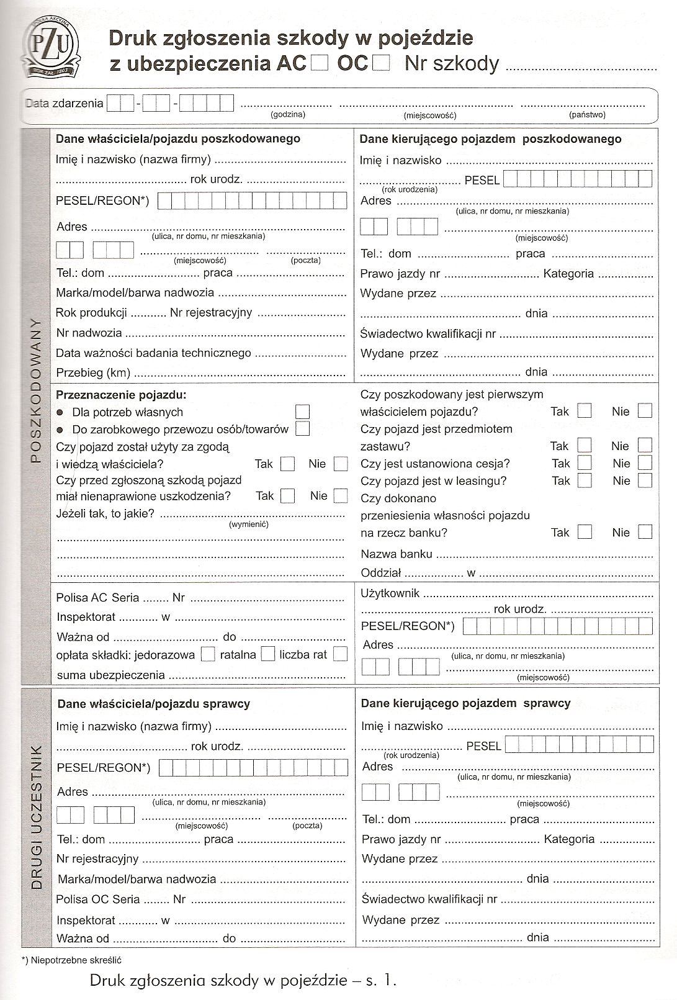 SPÓŁKA AKCYJNA
PZU
ROK ZAŁ. 1803
Druk zgłoszenia szkody w pojeździe
z ubezpieczenia AC □ OC □ Nr szkody ..............................
Data zdarzenia □□-□□-□□□□ .............................. .............................. ..............................
(godzina) (miejscowość) (państwo)
POSZKODOWANY
Dane właściciela/pojazdu poszkodowanego
Imię i nazwisko (nazwa firmy) ..............................
.............................. rok urodz. ..............................
PESEL/REGON*)
Adres ..............................
(ulica, nr domu, nr mieszkania)
.............................. ..............................
(miejscowość) (poczta)
Tel.: dom .............................. praca ..............................
Marka/model/barwa nadwozia ..............................
Rok produkcji .......... Nr rejestracyjny ..............................
Nr nadwozia ..............................
Data ważności badania technicznego ..............................
Przebieg (km) ..............................
Dane kierującego pojazdem poszkodowanego
Imię i nazwisko ..............................
.............................. PESEL
(rok urodzenia)
Adres ..............................
(ulica, nr domu, nr mieszkania)
..............................
(miejscowość)
Tel.: dom .............................. praca ..............................
Prawo jazdy nr .............................. Kategoria ................
Wydane przez ..............................
.............................. dnia ..............................
Świadectwo kwalifikacji nr ..............................
Wydane przez ..............................
.............................. dnia ..............................
Przeznaczenie pojazdu:
● Dla potrzeb własnych □
● Do zarobkowego przewozu osób/towarów □
Czy pojazd został użyty za zgodą
i wiedzą właściciela? Tak □ Nie □
Czy przed zgłoszoną szkodą pojazd
miał nienaprawione uszkodzenia? Tak □ Nie □
Jeżeli tak, to jakie? ..............................
(wymienić)
..............................
..............................
..............................
Czy poszkodowany jest pierwszym
właścicielem pojazdu? Tak □ Nie □
Czy pojazd jest przedmiotem
zastawu? Tak □ Nie □
Czy jest ustanowiona cesja? Tak □ Nie □
Czy pojazd jest w leasingu? Tak □ Nie □
Czy dokonano
przeniesienia własności pojazdu
na rzecz banku? Tak □ Nie □
Nazwa banku ..............................
Oddział ................. w ..............................
Polisa AC Seria ........ Nr ..............................
Inspektorat ........... w ..............................
Ważna od .............................. do ..............................
opłata składki: jedorazowa □ ratalna □ liczba rat □
suma ubezpieczenia ..............................
Użytkownik ..............................
.............................. rok urodz. ..............................
PESEL/REGON*)
Adres ..............................
(ulica, nr domu, nr mieszkania)
..............................
(miejscowość)
DRUGI UCZESTNIK
Dane właściciela/pojazdu sprawcy
Imię i nazwisko (nazwa firmy) ..............................
.............................. rok urodz. ..............................
PESEL/REGON*)
Adres ..............................
(ulica, nr domu, nr mieszkania)
.............................. ..............................
(miejscowość) (poczta)
Tel.: dom .............................. praca ..............................
Nr rejestracyjny ..............................
Marka/model/barwa nadwozia ..............................
Polisa OC Seria ........ Nr ..............................
Inspektorat ........... w ..............................
Ważna od .............................. do ..............................
Dane kierującego pojazdem sprawcy
Imię i nazwisko ..............................
.............................. PESEL
(rok urodzenia)
Adres ..............................
(ulica, nr domu, nr mieszkania)
..............................
(miejscowość)
Tel.: dom .............................. praca ..............................
Prawo jazdy nr .............................. Kategoria ................
Wydane przez ..............................
.............................. dnia ..............................
Świadectwo kwalifikacji nr ..............................
Wydane przez ..............................
.............................. dnia ..............................
*) Niepotrzebne skreślić
Druk zgłoszenia szkody w pojeździe – s. 1.